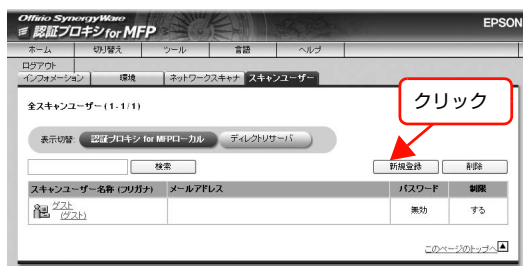 Offirio SynergyWare
認証プロキシ for MFP
EPSON
ホーム 切り替え ツール 言語 ヘルプ
ログアウト
インフォメーション 環境 ネットワークスキャナ スキャンユーザー
クリック
全スキャンユーザー ( 1 - 1 / 1 )
表示切替: 認証プロキシ for MFPローカル ディレクトリサーバ
検索 新規登録 削除
スキャンユーザー名称 (フリガナ) メールアドレス パスワード 制限
ゲスト
(ゲスト) 無効 する
このページのトップへ